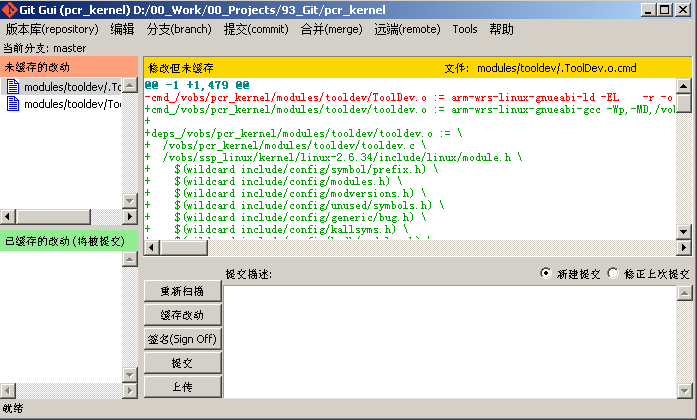 Git Gui (pcr_kernel) D:/00_Work/00_Projects/93_Git/pcr_kernel
版本库(repository) 编辑 分支(branch) 提交(commit) 合并(merge) 远端(remote) Tools 帮助
当前分支: master
未缓存的改动
modules/tooldev/.To
modules/tooldev/To
已缓存的改动(将被提交)
修改但未缓存 文件: modules/tooldev/.ToolDev.o.cmd
@@ -1 +1,479 @@
-cmd_/vobs/pcr_kernel/modules/tooldev/ToolDev.o := arm-wrs-linux-gnueabi-ld -EL -r -o
+cmd_/vobs/pcr_kernel/modules/tooldev/tooldev.o := arm-wrs-linux-gnueabi-gcc -Wp,-MD,/vo
+
+deps_/vobs/pcr_kernel/modules/tooldev/tooldev.o := \
+ /vobs/pcr_kernel/modules/tooldev/tooldev.c \
+ /vobs/ssp_linux/kernel/linux-2.6.34/include/linux/module.h \
+ $(wildcard include/config/symbol/prefix.h) \
+ $(wildcard include/config/modules.h) \
+ $(wildcard include/config/modversions.h) \
+ $(wildcard include/config/unused/symbols.h) \
+ $(wildcard include/config/generic/bug.h) \
+ $(wildcard include/config/kallsyms.h) \
提交描述: 新建提交 修正上次提交
重新扫描
缓存改动
签名(Sign Off)
提交
上传
就绪